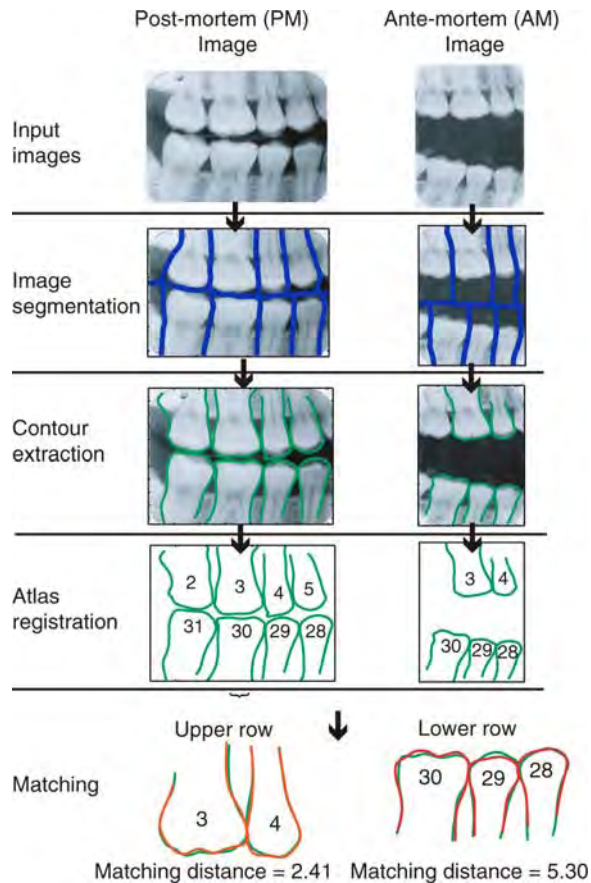 Post-mortem (PM)
Image
Ante-mortem (AM)
Image
Input
images
Image
segmentation
Contour
extraction
Atlas
registration
2
3
4
5
31
30
29
28
3
4
30
29
28
Upper row
Lower row
Matching
3
4
30
29
28
Matching distance = 2.41
Matching distance = 5.30